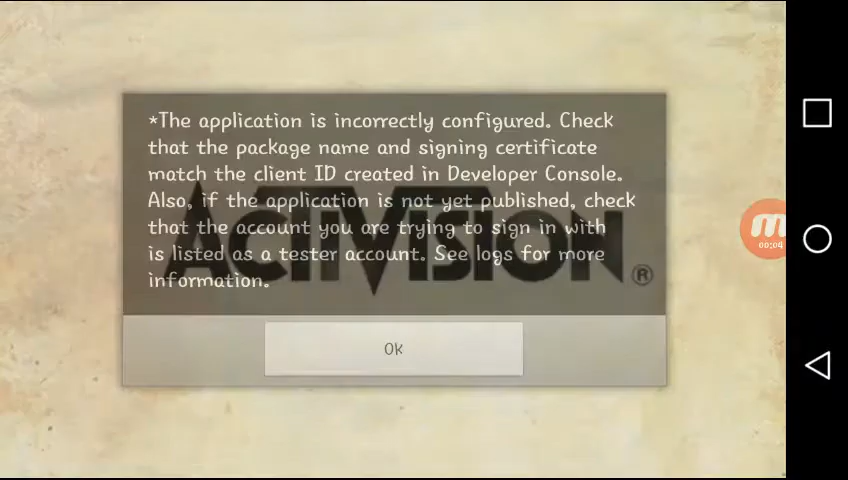 *The application is incorrectly configured. Check
that the package name and signing certificate
match the client ID created in Developer Console.
Also, if the application is not yet published, check
that the account you are trying to sign in with
is listed as a tester account. See logs for more
information.
ACTIVISION®
OK
00:04